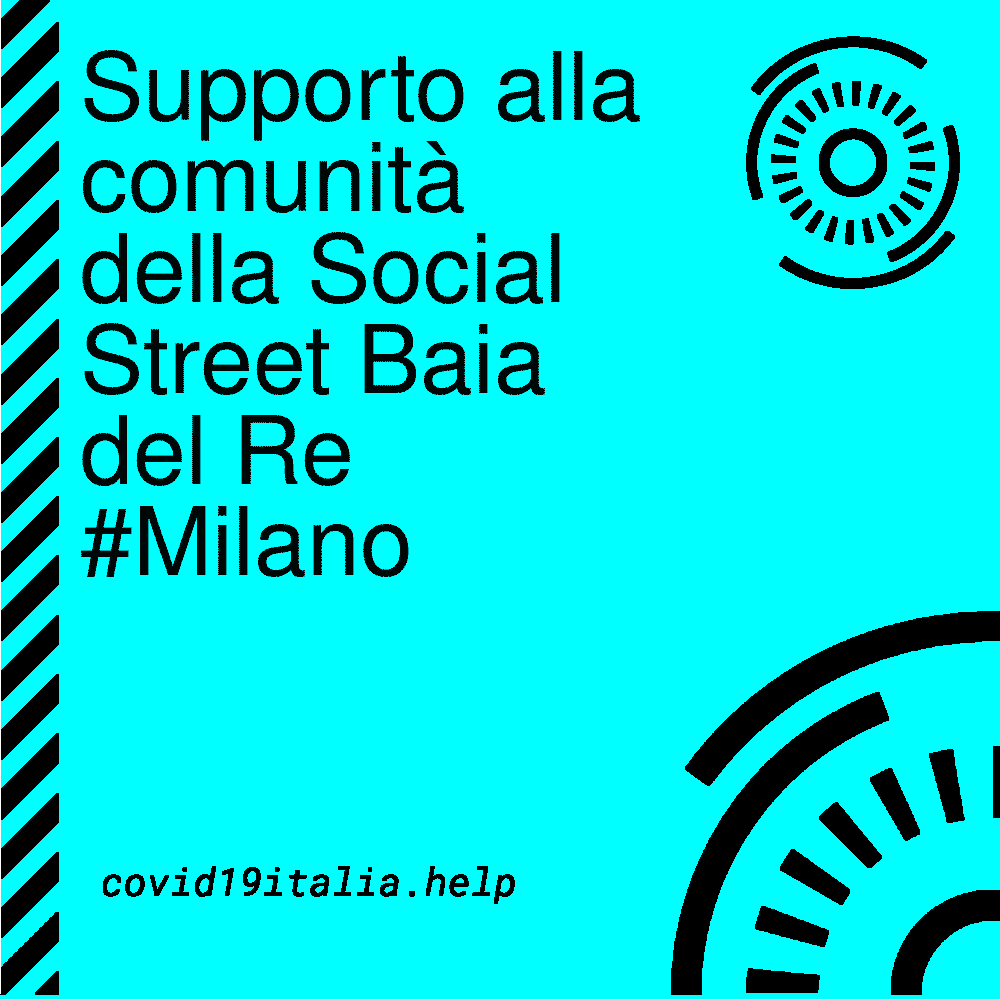 Supporto alla
comunità
della Social
Street Baia
del Re
#Milano
covid19italia.help